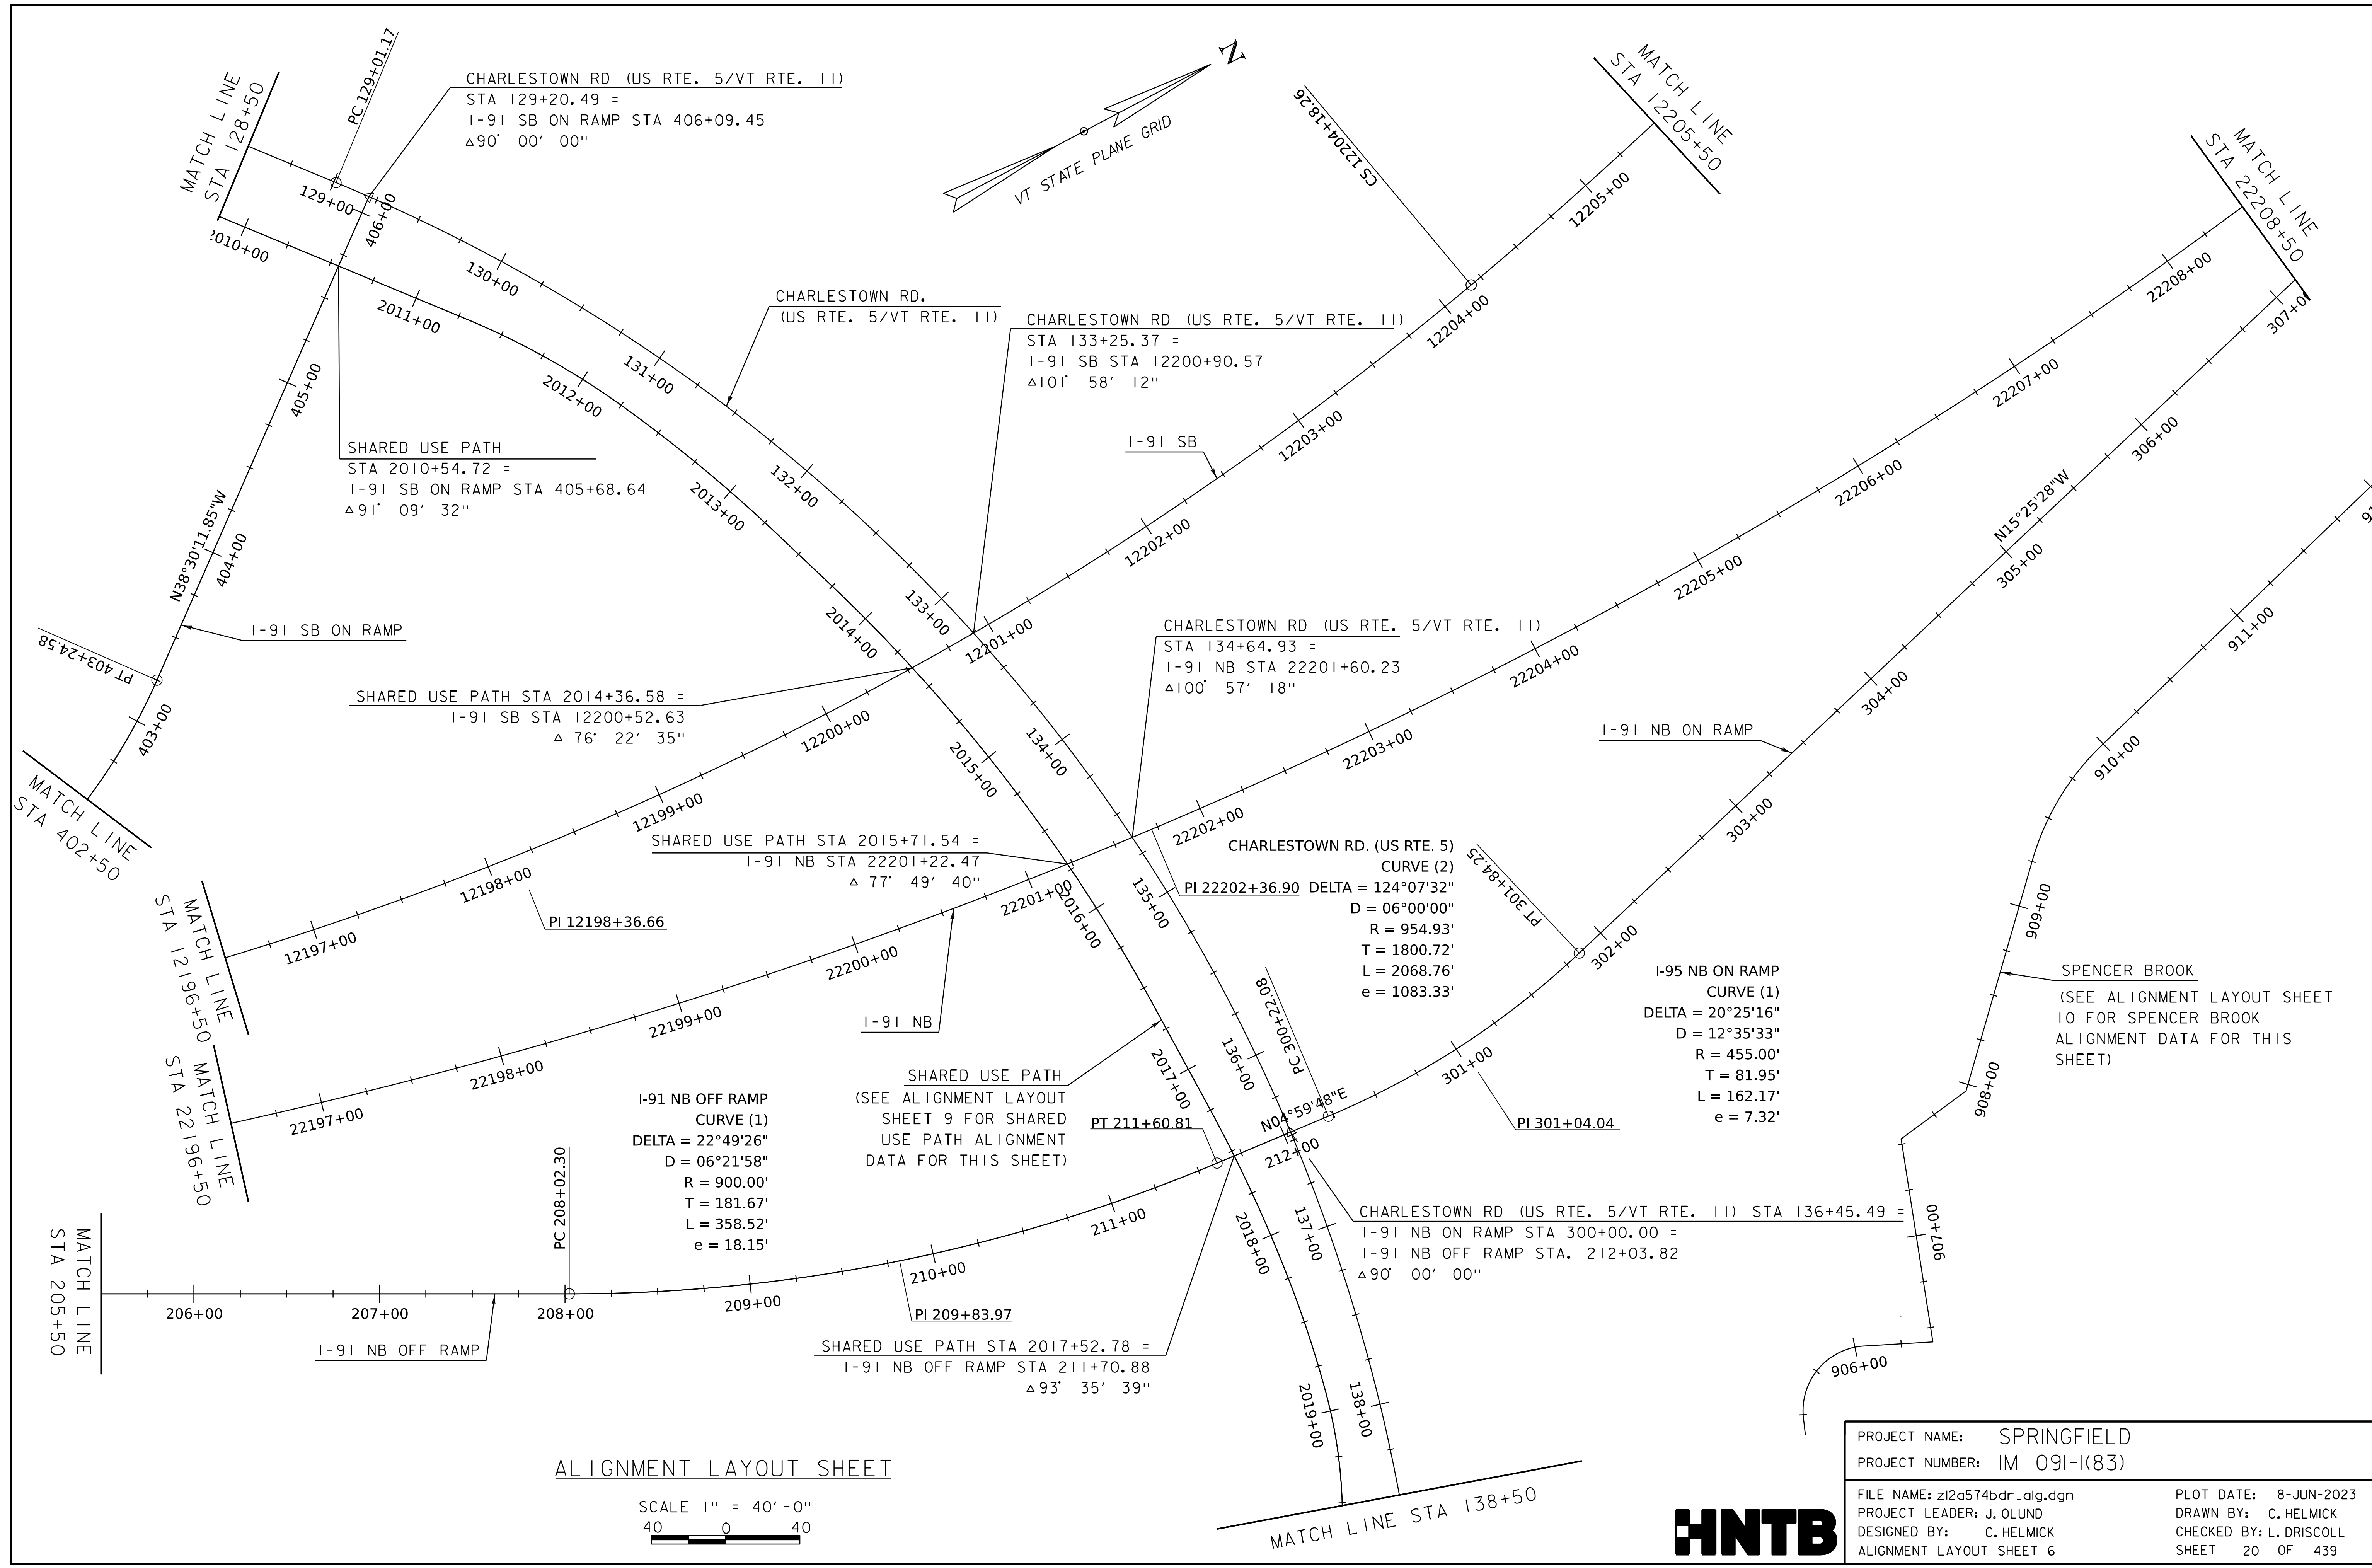 MATCH LINE
STA 128+50
PC 129+01.17
CHARLESTOWN RD (US RTE. 5/VT RTE. 11)
STA 129+20.49 =
I-91 SB ON RAMP STA 406+09.45
△90° 00' 00"
N
VT STATE PLANE GRID
CS 12204+18.26
MATCH LINE
STA 12205+50
MATCH LINE
STA 22208+50
129+00
406+00
130+00
131+00
132+00
133+00
134+00
135+00
136+00
137+00
138+00
2011+00
2012+00
2013+00
2014+00
2015+00
2016+00
2017+00
2018+00
2019+00
CHARLESTOWN RD.
(US RTE. 5/VT RTE. 11)
CHARLESTOWN RD (US RTE. 5/VT RTE. 11)
STA 133+25.37 =
I-91 SB STA 12200+90.57
△101° 58' 12"
I-91 SB
12205+00
12204+00
12203+00
12202+00
12201+00
12200+00
12199+00
12198+00
12197+00
22208+00
22207+00
22206+00
22205+00
22204+00
22203+00
22202+00
22201+00
22200+00
22199+00
22198+00
22197+00
SHARED USE PATH
STA 2010+54.72 =
I-91 SB ON RAMP STA 405+68.64
△91° 09' 32"
405+00
404+00
403+00
N38°30'11.85"W
I-91 SB ON RAMP
PT 403+24.58
MATCH LINE
STA 402+50
SHARED USE PATH STA 2014+36.58 =
I-91 SB STA 12200+52.63
△ 76° 22' 35"
CHARLESTOWN RD (US RTE. 5/VT RTE. 11)
STA 134+64.93 =
I-91 NB STA 22201+60.23
△100° 57' 18"
I-91 NB ON RAMP
N15°25'28"W
306+00
305+00
304+00
303+00
302+00
301+00
911+00
910+00
909+00
908+00
907+00
906+00
SHARED USE PATH STA 2015+71.54 =
I-91 NB STA 22201+22.47
△ 77° 49' 40"
PI 12198+36.66
MATCH LINE
STA 12196+50
MATCH LINE
STA 22196+50
PI 22202+36.90
CHARLESTOWN RD. (US RTE. 5)
CURVE (2)
DELTA = 124°07'32"
D = 06°00'00"
R = 954.93'
T = 1800.72'
L = 2068.76'
e = 1083.33'
PT 301+84.25
I-95 NB ON RAMP
CURVE (1)
DELTA = 20°25'16"
D = 12°35'33"
R = 455.00'
T = 81.95'
L = 162.17'
e = 7.32'
SPENCER BROOK
(SEE ALIGNMENT LAYOUT SHEET
10 FOR SPENCER BROOK
ALIGNMENT DATA FOR THIS
SHEET)
I-91 NB
SHARED USE PATH
(SEE ALIGNMENT LAYOUT
SHEET 9 FOR SHARED
USE PATH ALIGNMENT
DATA FOR THIS SHEET)
PC 300+22.08
N04°59'48"E
PT 211+60.81
212+00
PI 301+04.04
I-91 NB OFF RAMP
CURVE (1)
DELTA = 22°49'26"
D = 06°21'58"
R = 900.00'
T = 181.67'
L = 358.52'
e = 18.15'
PC 208+02.30
CHARLESTOWN RD (US RTE. 5/VT RTE. 11) STA 136+45.49 =
I-91 NB ON RAMP STA 300+00.00 =
I-91 NB OFF RAMP STA. 212+03.82
△90° 00' 00"
MATCH LINE
STA 205+50
206+00
207+00
208+00
209+00
210+00
211+00
PI 209+83.97
I-91 NB OFF RAMP
SHARED USE PATH STA 2017+52.78 =
I-91 NB OFF RAMP STA 211+70.88
△93° 35' 39"
MATCH LINE STA 138+50
ALIGNMENT LAYOUT SHEET
SCALE 1" = 40'-0"
40 0 40
HNTB
PROJECT NAME: SPRINGFIELD
PROJECT NUMBER: IM 091-1(83)
FILE NAME: z12a574bdr_alg.dgn PLOT DATE: 8-JUN-2023
PROJECT LEADER: J. OLUND DRAWN BY: C. HELMICK
DESIGNED BY: C. HELMICK CHECKED BY: L. DRISCOLL
ALIGNMENT LAYOUT SHEET 6 SHEET 20 OF 439